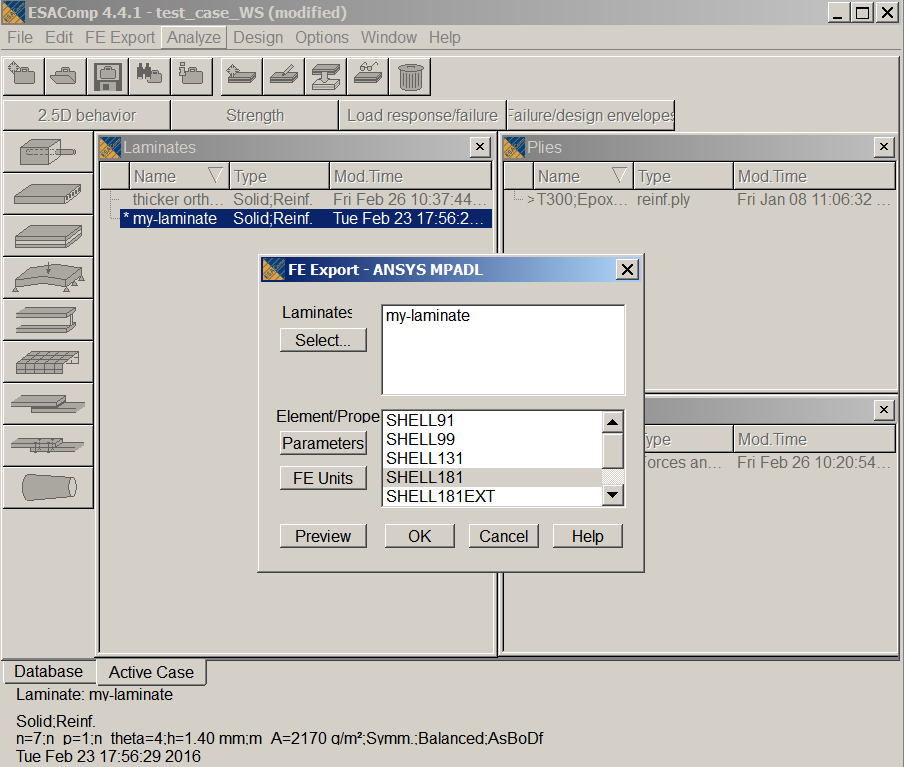 ESAComp 4.4.1 - test_case_WS (modified)
File Edit FE Export Analyze Design Options Window Help
2.5D behavior Strength Load response/failure Failure/design envelopes
Laminates
Name Type Mod.Time
thicker orth... Solid;Reinf. Fri Feb 26 10:37:44...
* my-laminate Solid;Reinf. Tue Feb 23 17:56:2...
Plies
Name Type Mod.Time
>T300;Epox... reinf.ply Fri Jan 08 11:06:32 ...
Type Mod.Time
Forces an... Fri Feb 26 10:20:54...
FE Export - ANSYS MPADL
Laminates
Select...
my-laminate
Element/Prope
Parameters
FE Units
SHELL91
SHELL99
SHELL131
SHELL181
SHELL181EXT
Preview OK Cancel Help
Database Active Case
Laminate: my-laminate
Solid;Reinf.
n=7;n_p=1;n_theta=4;h=1.40 mm;m_A=2170 g/m²;Symm.;Balanced;AsBoDf
Tue Feb 23 17:56:29 2016